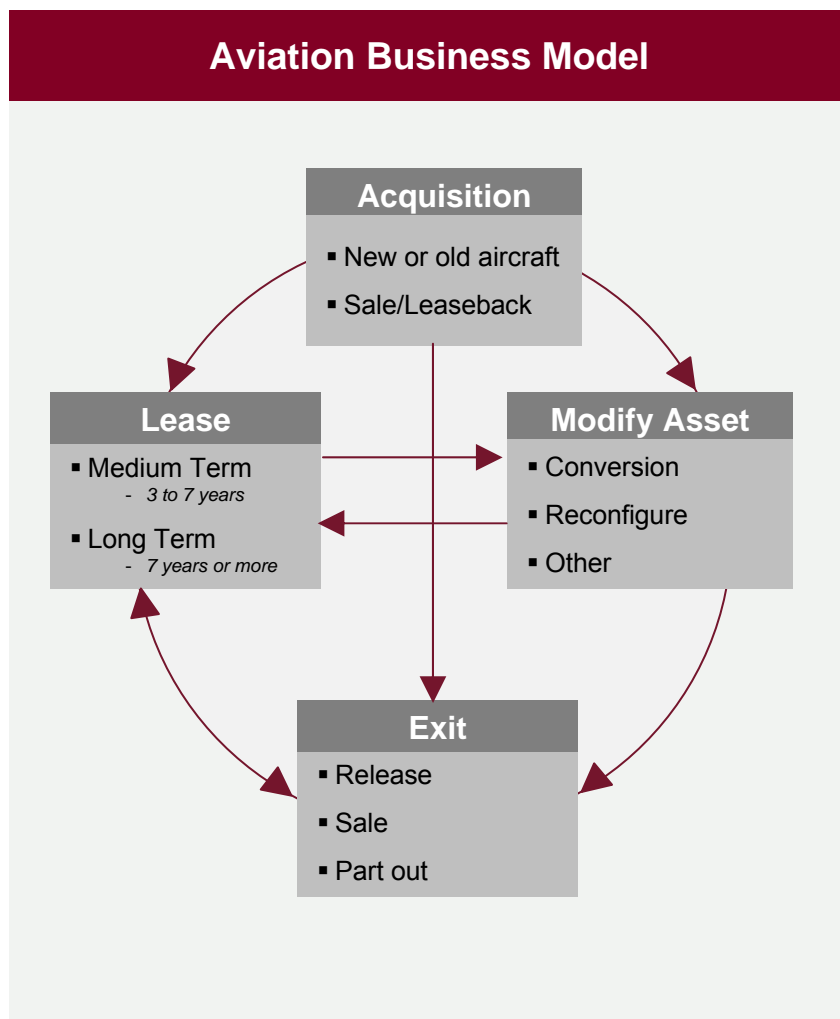 Aviation Business Model
Acquisition
▪ New or old aircraft
▪ Sale/Leaseback
Lease
▪ Medium Term
- 3 to 7 years
▪ Long Term
- 7 years or more
Modify Asset
▪ Conversion
▪ Reconfigure
▪ Other
Exit
▪ Release
▪ Sale
▪ Part out